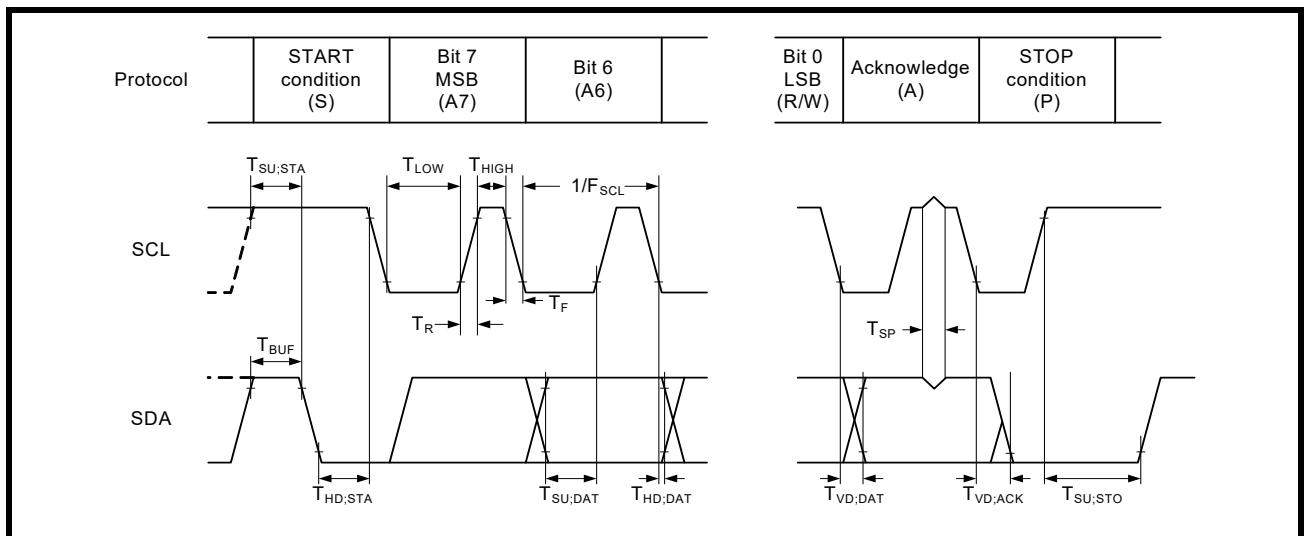 Protocol
START
condition
(S)
Bit 7
MSB
(A7)
Bit 6
(A6)
Bit 0
LSB
(R/W)
Acknowledge
(A)
STOP
condition
(P)
TSU;STA
TLOW
THIGH
1/FSCL
SCL
TR
TF
TSP
TBUF
SDA
THD;STA
TSU;DAT
THD;DAT
TVD;DAT
TVD;ACK
TSU;STO